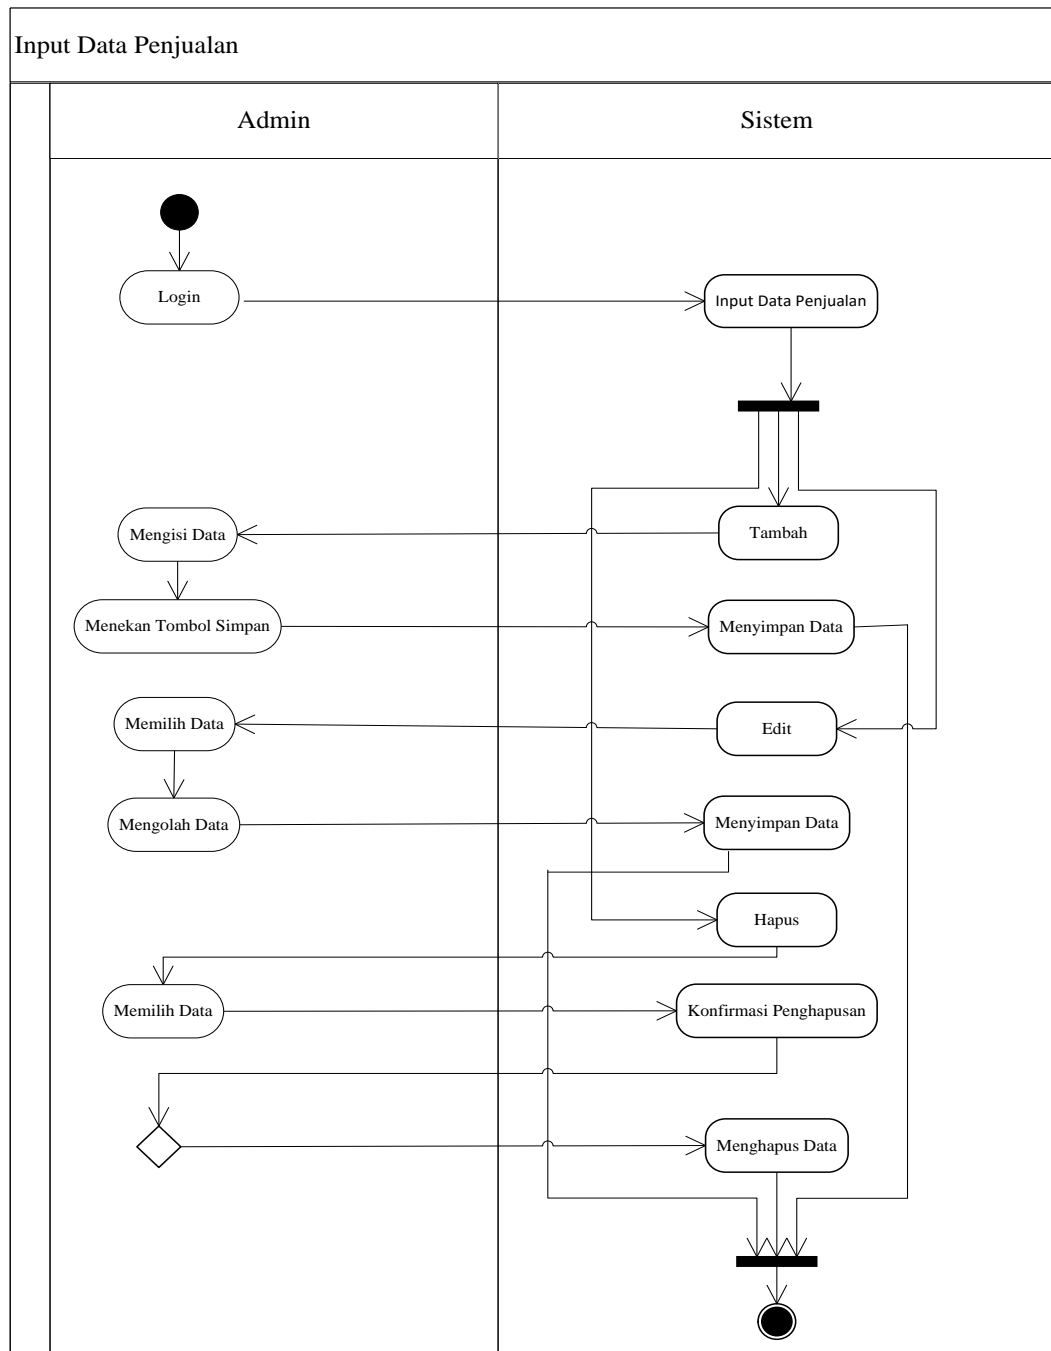 Input Data Penjualan
Admin
Sistem
Login
Input Data Penjualan
Mengisi Data
Tambah
Menekan Tombol Simpan
Menyimpan Data
Memilih Data
Edit
Mengolah Data
Menyimpan Data
Hapus
Memilih Data
Konfirmasi Penghapusan
Menghapus Data